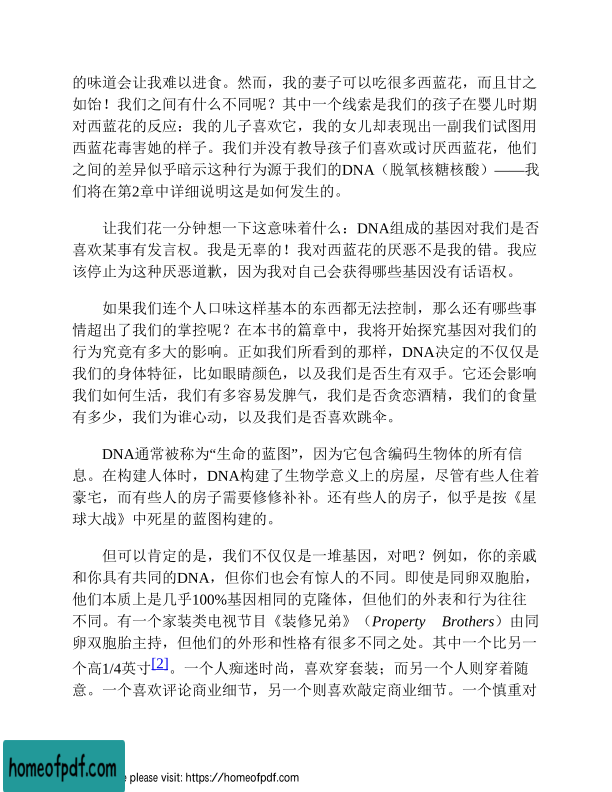 的味道会让我难以进食。然而，我的妻子可以吃很多西蓝花，而且甘之
如饴！我们之间有什么不同呢？其中一个线索是我们的孩子在婴儿时期
对西蓝花的反应：我的儿子喜欢它，我的女儿却表现出一副我们试图用
西蓝花毒害她的样子。我们并没有教导孩子们喜欢或讨厌西蓝花，他们
之间的差异似乎暗示这种行为源于我们的DNA（脱氧核糖核酸）——我
们将在第2章中详细说明这是如何发生的。
让我们花一分钟想一下这意味着什么：DNA组成的基因对我们是否
喜欢某事有发言权。我是无辜的！我对西蓝花的厌恶不是我的错。我应
该停止为这种厌恶道歉，因为我对自己会获得哪些基因没有话语权。
如果我们连个人口味这样基本的东西都无法控制，那么还有哪些事
情超出了我们的掌控呢？在本书的篇章中，我将开始探究基因对我们的
行为究竟有多大的影响。正如我们所看到的那样，DNA决定的不仅仅是
我们的身体特征，比如眼睛颜色，以及我们是否生有双手。它还会影响
我们如何生活，我们有多容易发脾气，我们是否贪恋酒精，我们的食量
有多少，我们为谁心动，以及我们是否喜欢跳伞。
DNA通常被称为“生命的蓝图”，因为它包含编码生物体的所有信
息。在构建人体时，DNA构建了生物学意义上的房屋，尽管有些人住着
豪宅，而有些人的房子需要修修补补。还有些人的房子，似乎是按《星
球大战》中死星的蓝图构建的。
但可以肯定的是，我们不仅仅是一堆基因，对吧？例如，你的亲戚
和你具有共同的DNA，但你们也会有惊人的不同。即使是同卵双胞胎，
他们本质上是几乎100%基因相同的克隆体，但他们的外表和行为往往
不同。有一个家装类电视节目《装修兄弟》（Property Brothers）由同
卵双胞胎主持，但他们的外形和性格有很多不同之处。其中一个比另一
个高1/4英寸[2]。一个人痴迷时尚，喜欢穿套装；而另一个人则穿着随
意。一个喜欢评论商业细节，另一个则喜欢敲定商业细节。一个慎重对
homeofpdf.com
e please visit: https://homeofpdf.com